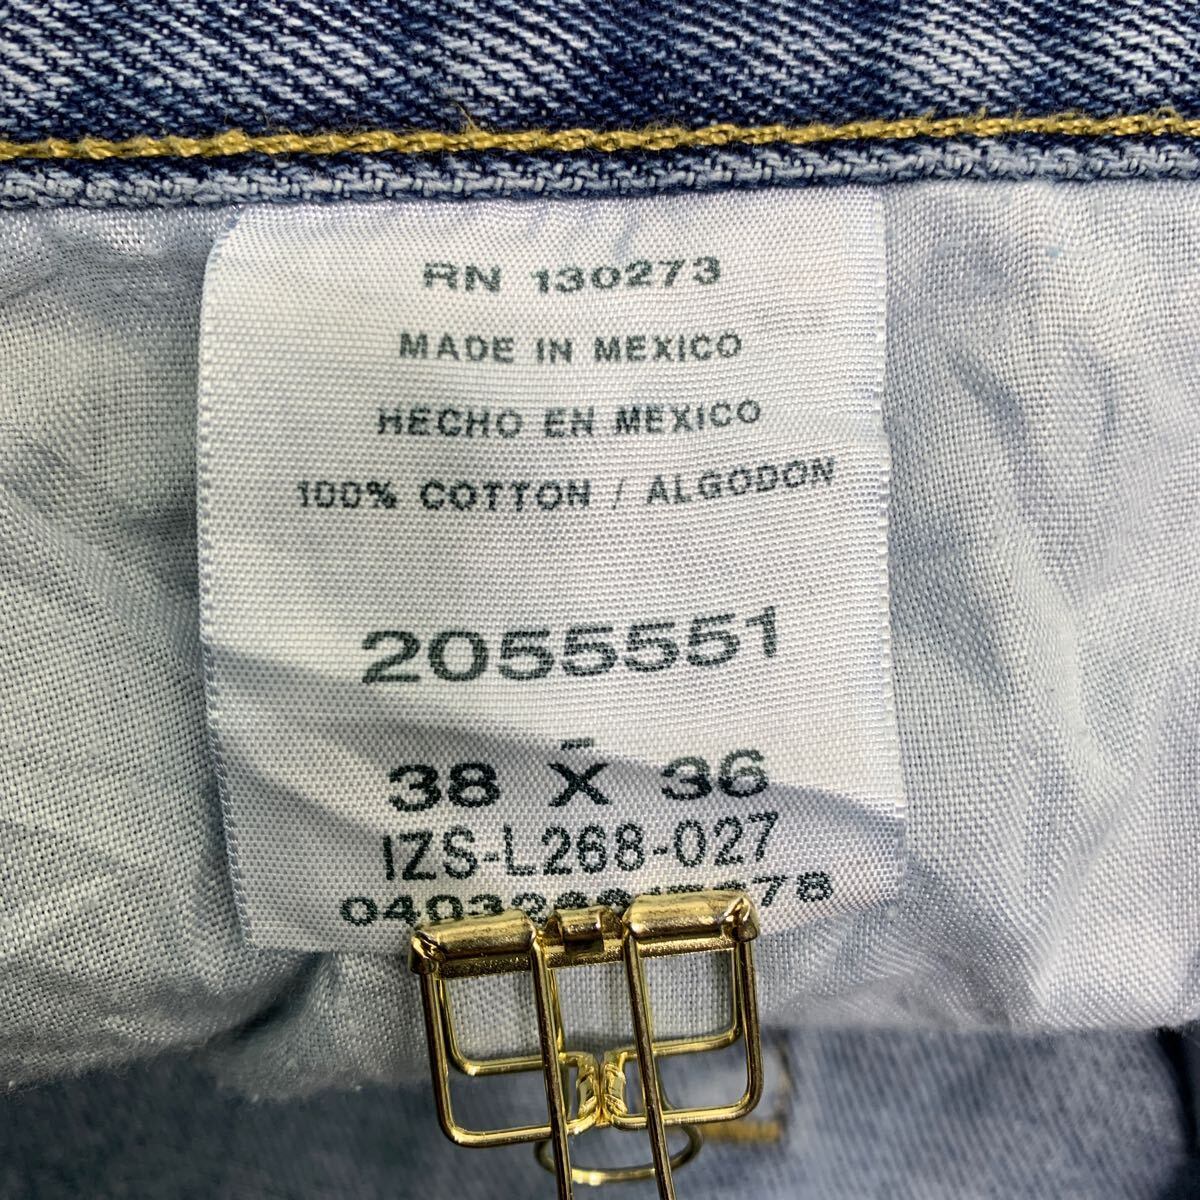 RN 130273
MADE IN MEXICO
HECHO EN MEXICO
100% COTTON / ALGODON
2055551
38 X 36
IZS-L268-027